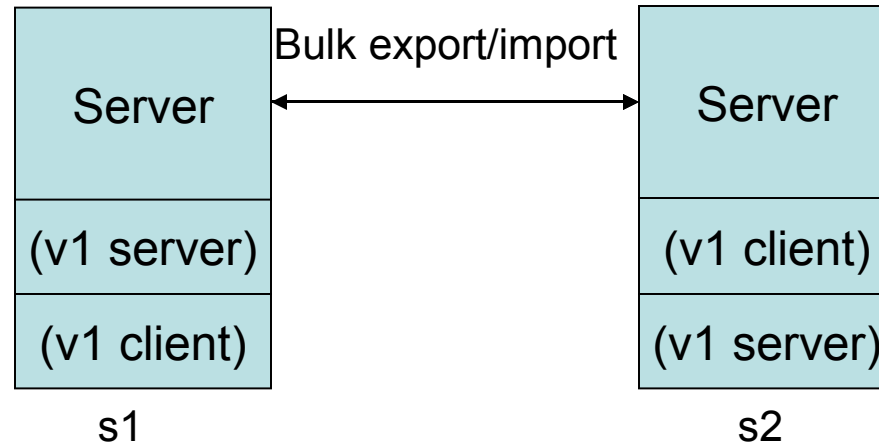 Bulk export/import
Server
Server
(v1 server)
(v1 client)
(v1 client)
(v1 server)
s1
s2